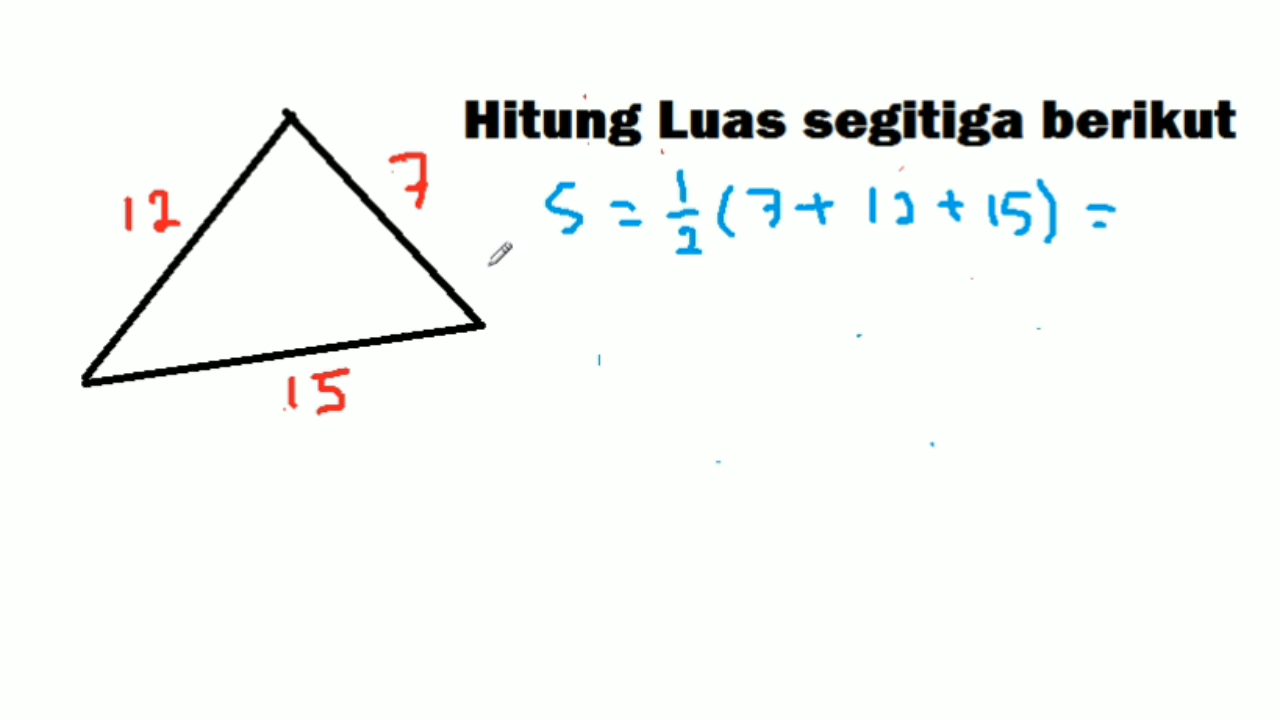 Hitung Luas segitiga berikut
12
7
S = 1/2 (7 + 12 + 15) =
15